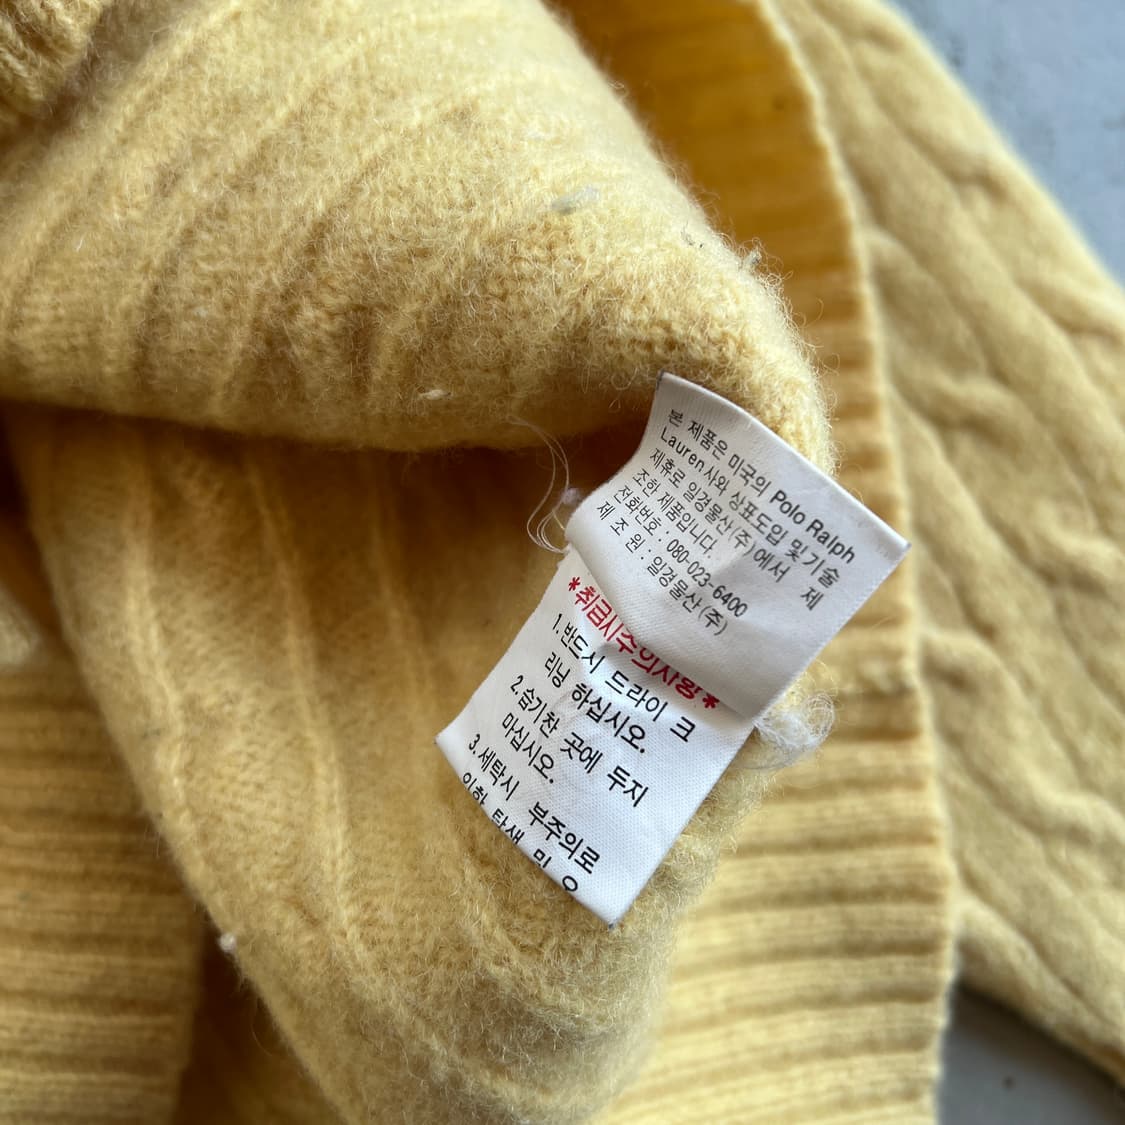 본 제품은 미국의 Polo Ralph
Lauren사와 상표도입 및 기술
제휴로 일경물산(주)에서 제
조한 제품입니다.
전화번호 : 080-023-6400
제 조 원 : 일경물산(주)
*취급시주의사항*
1. 반드시 드라이 크
리닝 하십시오.
2. 습기찬 곳에 두지
마십시오.
3. 세탁시 부주의로
인한 탈색 및